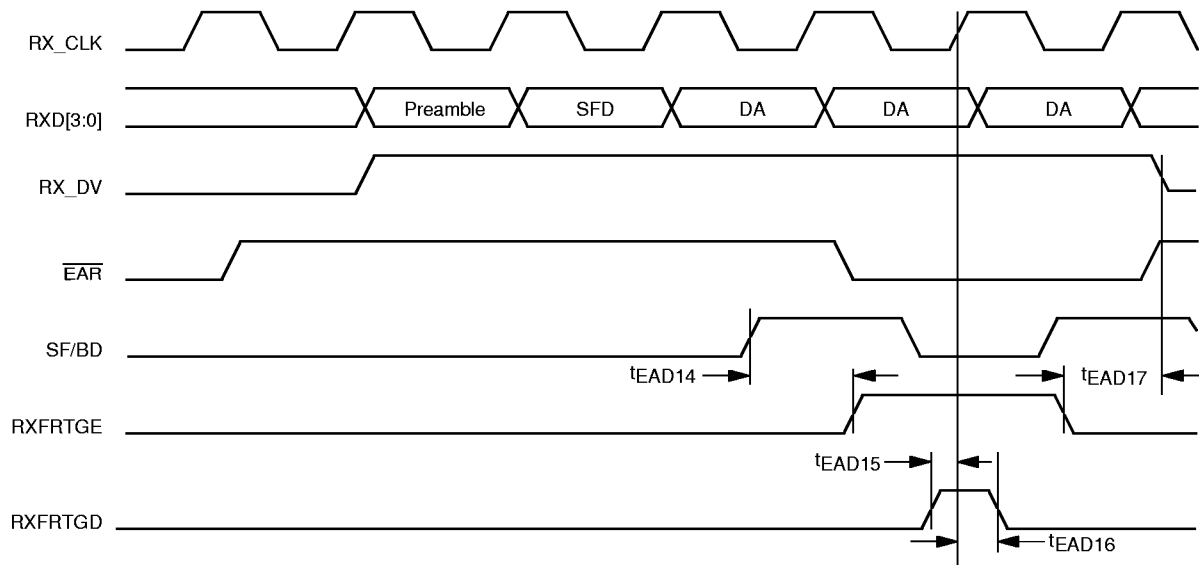 RX_CLK
RXD[3:0]
Preamble SFD DA DA DA
RX_DV
EAR
SF/BD
tEAD14
tEAD17
RXFRTGE
tEAD15
RXFRTGD
tEAD16